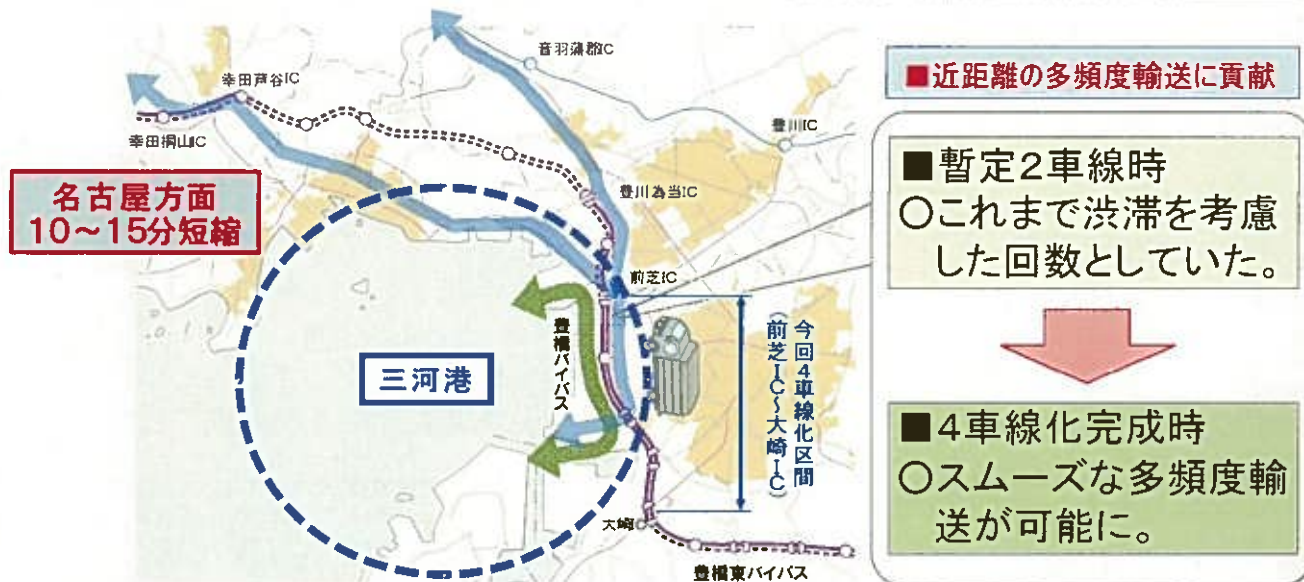 音羽蒲郡IC
幸田芦谷IC
幸田桐山IC
豊川IC
名古屋方面
10～15分短縮
豊川為当IC
前芝IC
豊橋バイパス
今回4車線化区間
(前芝IC～大崎IC)
三河港
大崎IC
豊橋東バイパス
■近距離の多頻度輸送に貢献
■暫定2車線時
○これまで渋滞を考慮
した回数としていた。
■4車線化完成時
○スムーズな多頻度輸
送が可能に。